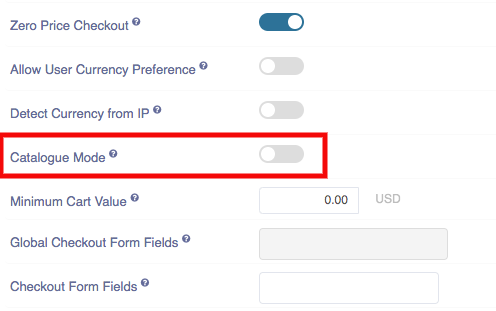 Zero Price Checkout ?
Allow User Currency Preference ?
Detect Currency from IP ?
Catalogue Mode ?
Minimum Cart Value ? 0.00 USD
Global Checkout Form Fields ?
Checkout Form Fields ?